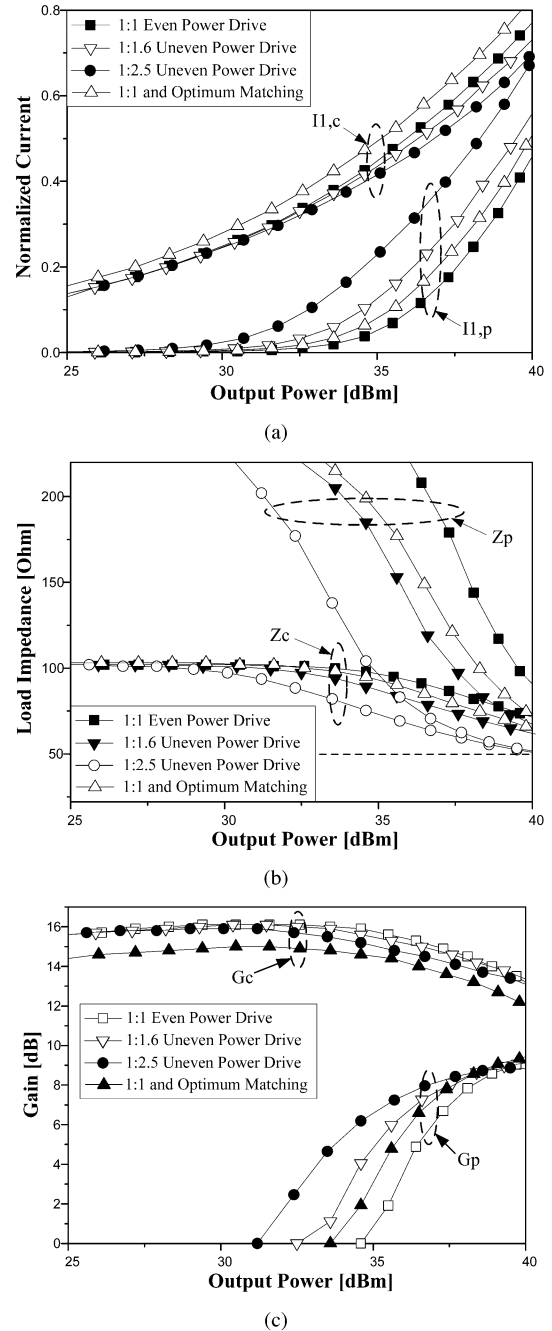 0.8
0.6
0.4
0.2
0.0
Normalized Current
1:1 Even Power Drive
1:1.6 Uneven Power Drive
1:2.5 Uneven Power Drive
1:1 and Optimum Matching
I1,c
I1,p
25 30 35 40
Output Power [dBm]
(a)
200
150
100
50
Load Impedance [Ohm]
Zp
Zc
1:1 Even Power Drive
1:1.6 Uneven Power Drive
1:2.5 Uneven Power Drive
1:1 and Optimum Matching
25 30 35 40
Output Power [dBm]
(b)
16
14
12
10
8
6
4
2
0
Gain [dB]
Gc
1:1 Even Power Drive
1:1.6 Uneven Power Drive
1:2.5 Uneven Power Drive
1:1 and Optimum Matching
Gp
25 30 35 40
Output Power [dBm]
(c)